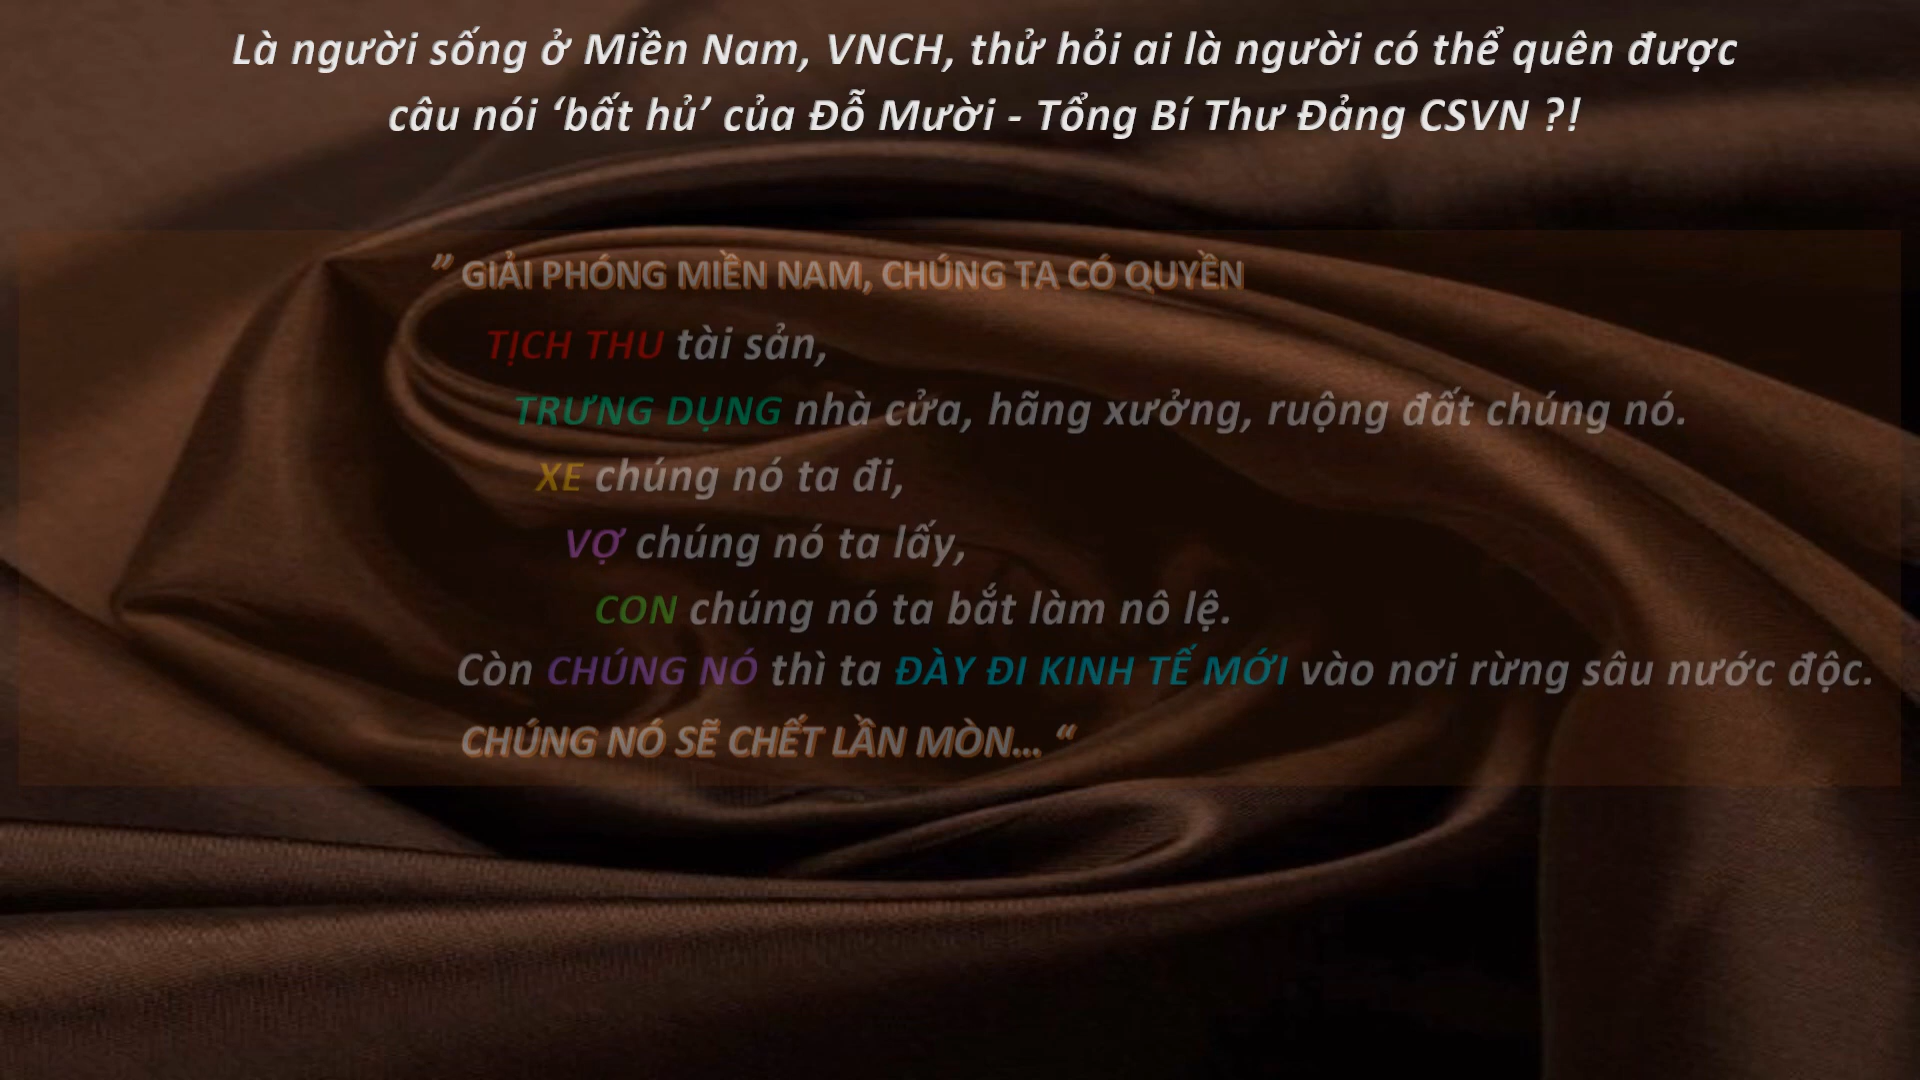 Là người sống ở Miền Nam, VNCH, thử hỏi ai là người có thể quên được
câu nói ‘bất hủ’ của Đỗ Mười - Tổng Bí Thư Đảng CSVN ?!
” GIẢI PHÓNG MIỀN NAM, CHÚNG TA CÓ QUYỀN
TỊCH THU tài sản,
TRƯNG DỤNG nhà cửa, hãng xưởng, ruộng đất chúng nó.
XE chúng nó ta đi,
VỢ chúng nó ta lấy,
CON chúng nó ta bắt làm nô lệ.
Còn CHÚNG NÓ thì ta ĐÀY ĐI KINH TẾ MỚI vào nơi rừng sâu nước độc.
CHÚNG NÓ SẼ CHẾT LẦN MÒN... “